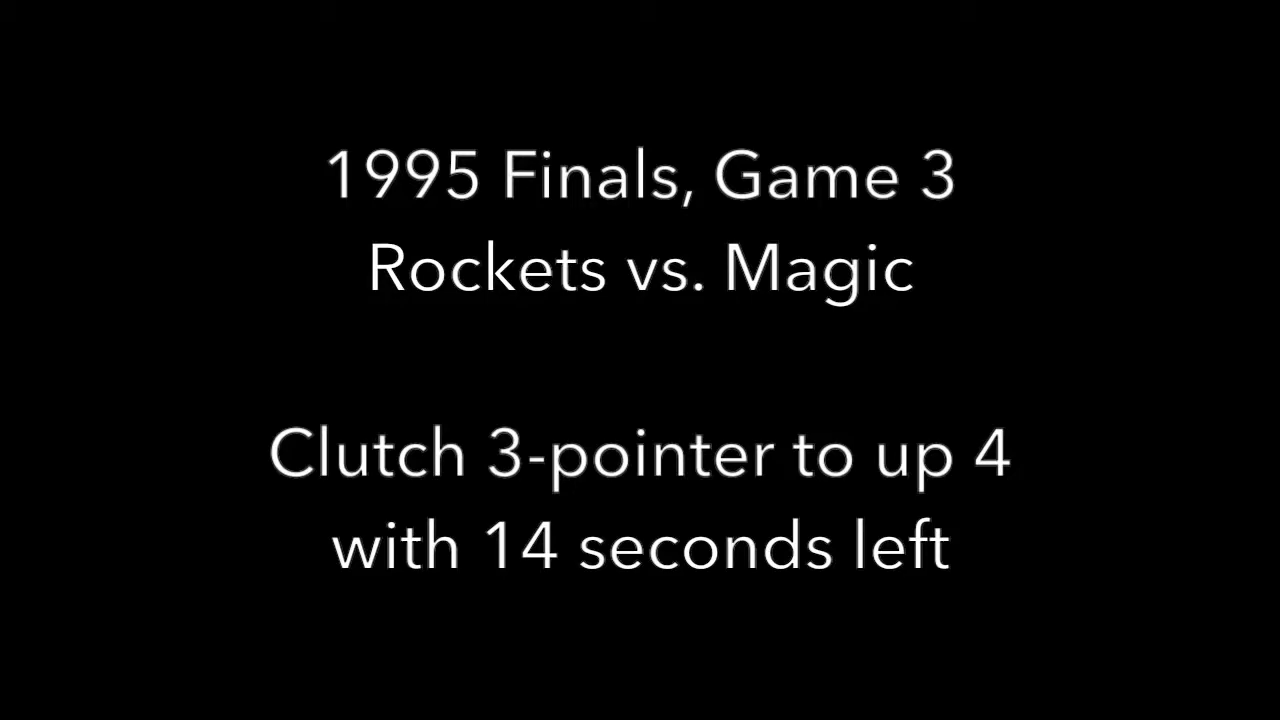 1995 Finals, Game 3
Rockets vs. Magic
Clutch 3-pointer to up 4
with 14 seconds left